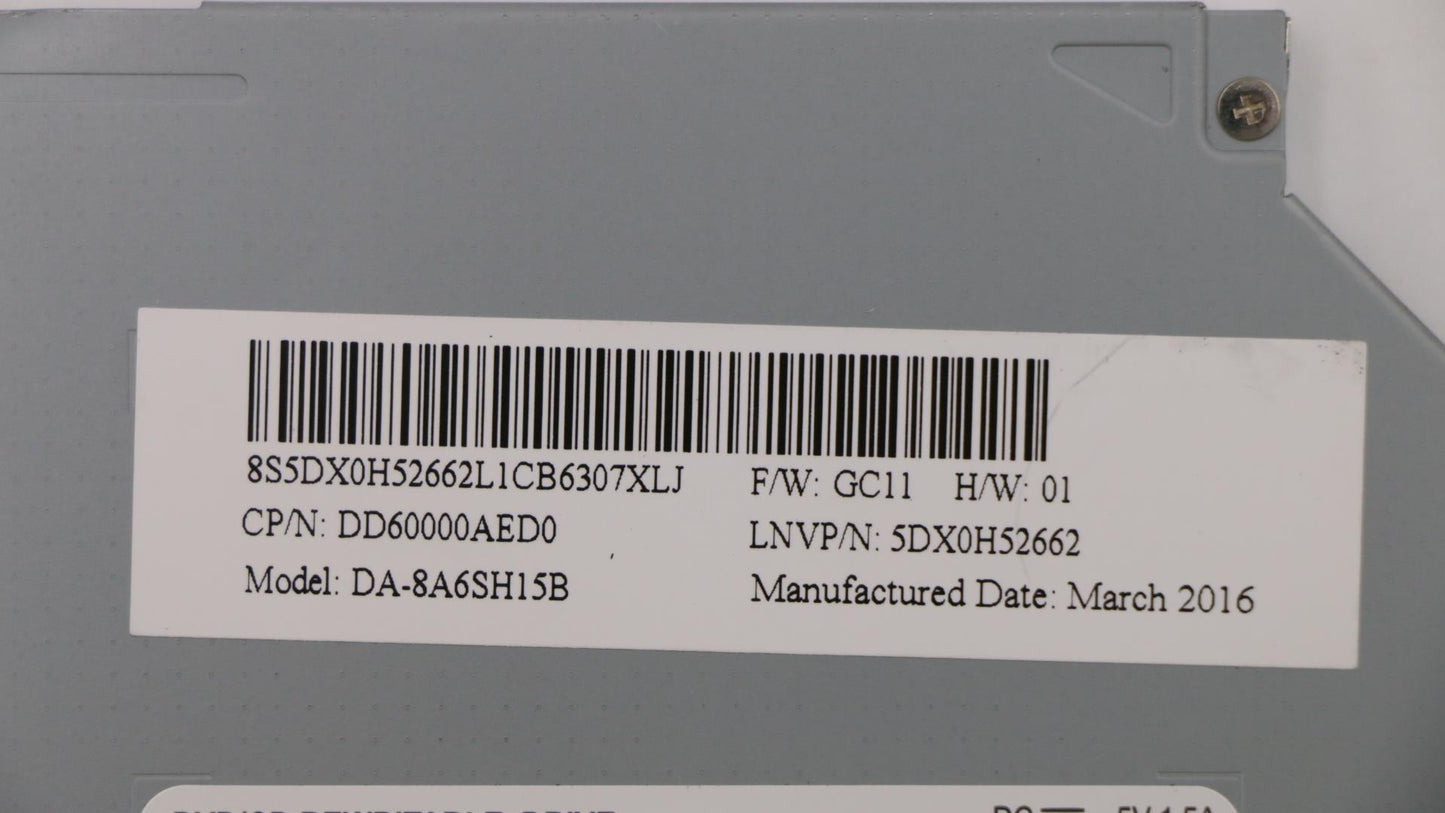 8S5DX0H52662L1CB6307XLJ F/W: GC11 H/W: 01
CP/N: DD60000AED0 LNVP/N: 5DX0H52662
Model: DA-8A6SH15B Manufactured Date: March 2016